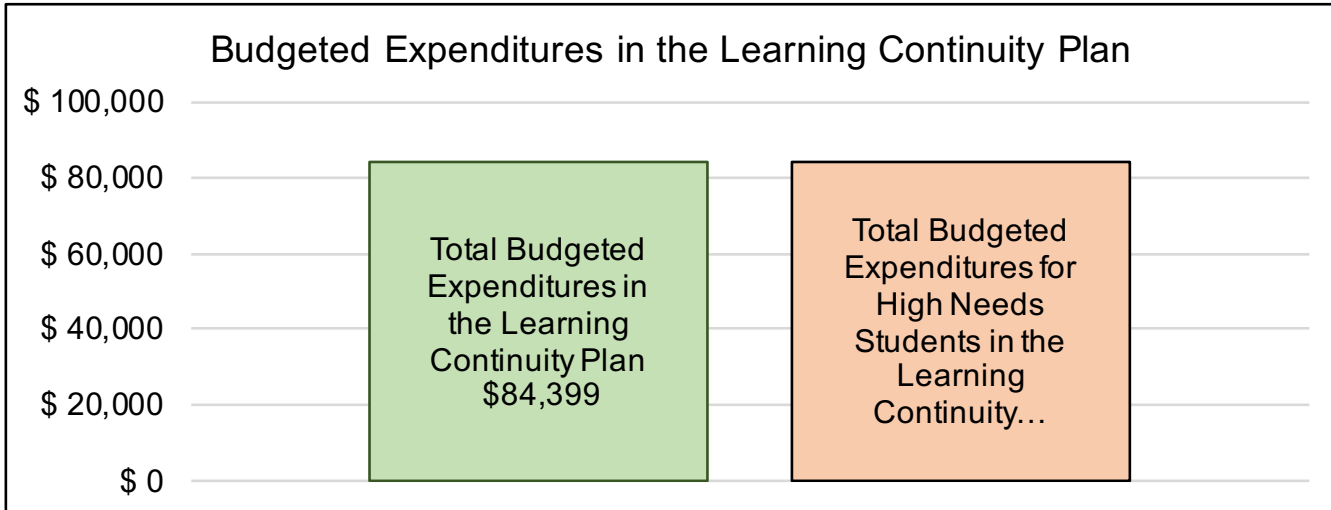 Budgeted Expenditures in the Learning Continuity Plan
$ 100,000
$ 80,000
$ 60,000
$ 40,000
$ 20,000
$ 0
Total Budgeted
Expenditures in
the Learning
Continuity Plan
$84,399
Total Budgeted
Expenditures for
High Needs
Students in the
Learning
Continuity…